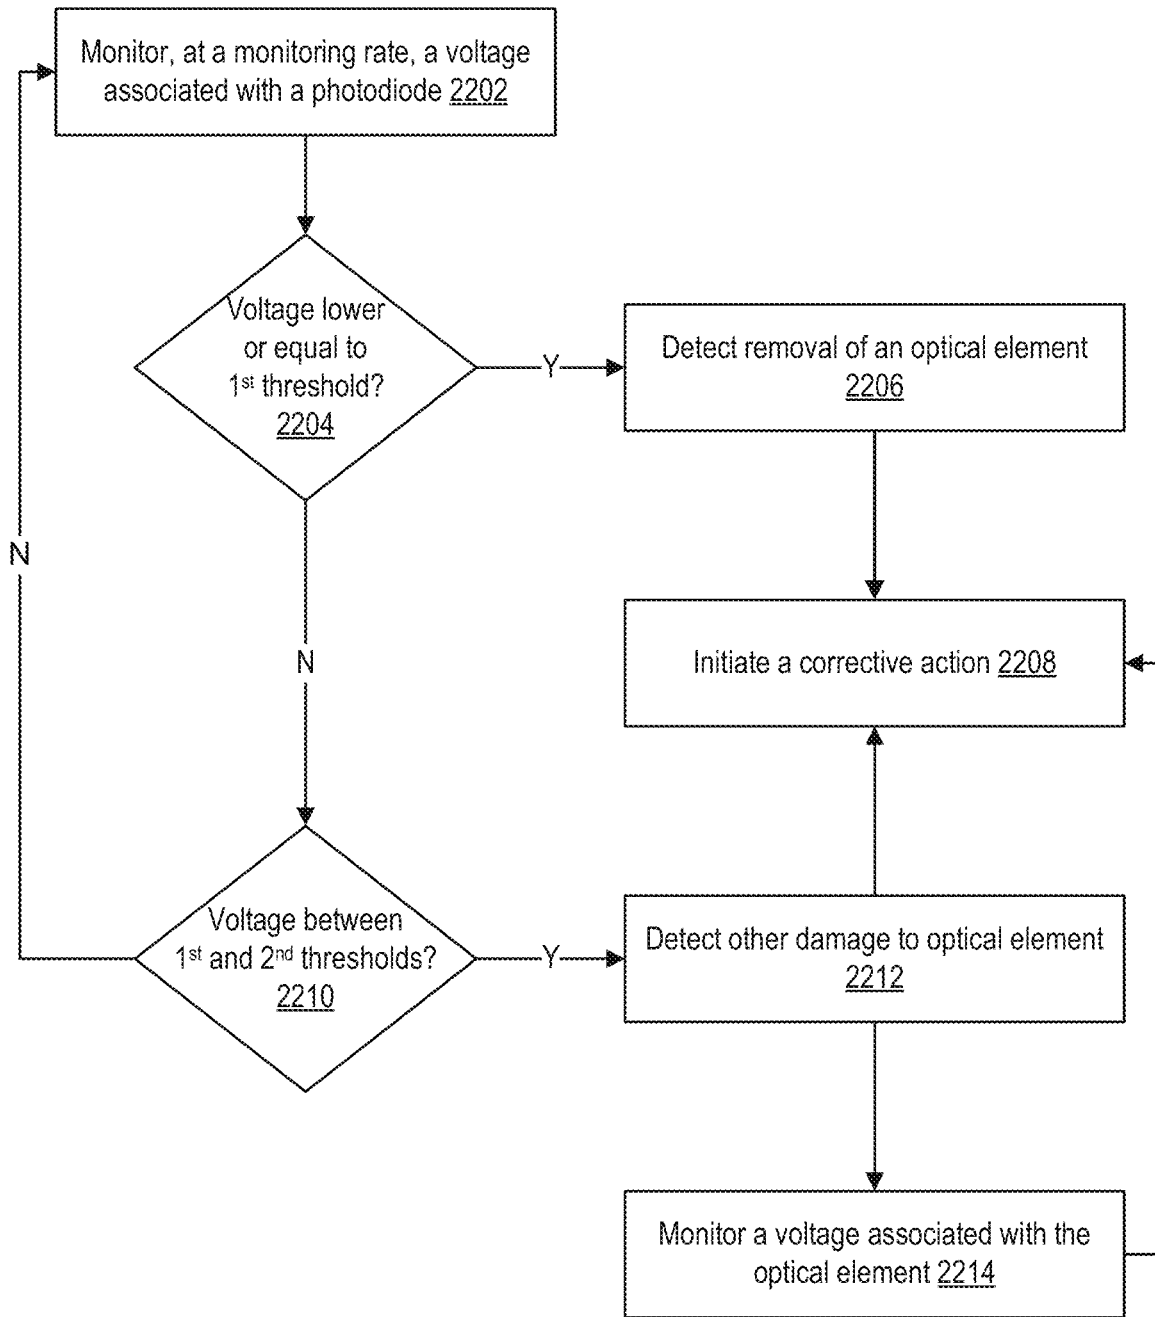 Monitor, at a monitoring rate, a voltage
associated with a photodiode 2202
Voltage lower
or equal to
1st threshold?
2204
Y
Detect removal of an optical element
2206
N
N
Initiate a corrective action 2208
Voltage between
1st and 2nd thresholds?
2210
Y
Detect other damage to optical element
2212
Monitor a voltage associated with the
optical element 2214